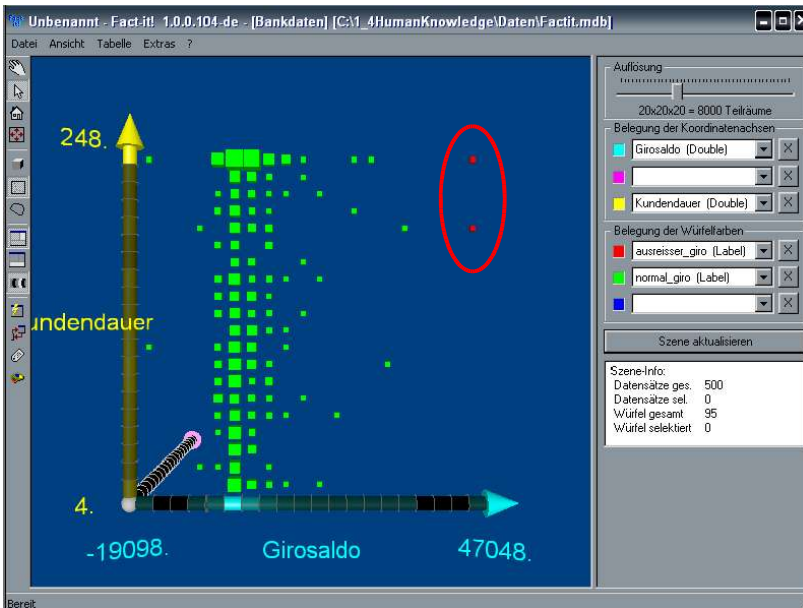 Unbenannt - Fact-it! 1.0.0.104-de - [Bankdaten] [C:\1_4HumanKnowledge\Daten\Factit.mdb]
Datei Ansicht Tabelle Extras ?
248.
undendauer
4.
-19098.
Girosaldo
47048.
Auflösung
20x20x20 = 8000 Teilräume
Belegung der Koordinatenachsen
Girosaldo (Double)
Kundendauer (Double)
Belegung der Würfelfarben
ausreisser_giro (Label)
normal_giro (Label)
Szene aktualisieren
Szene-Info:
Datensätze ges. 500
Datensätze sel. 0
Würfel gesamt 95
Würfel selektiert 0
Bereit